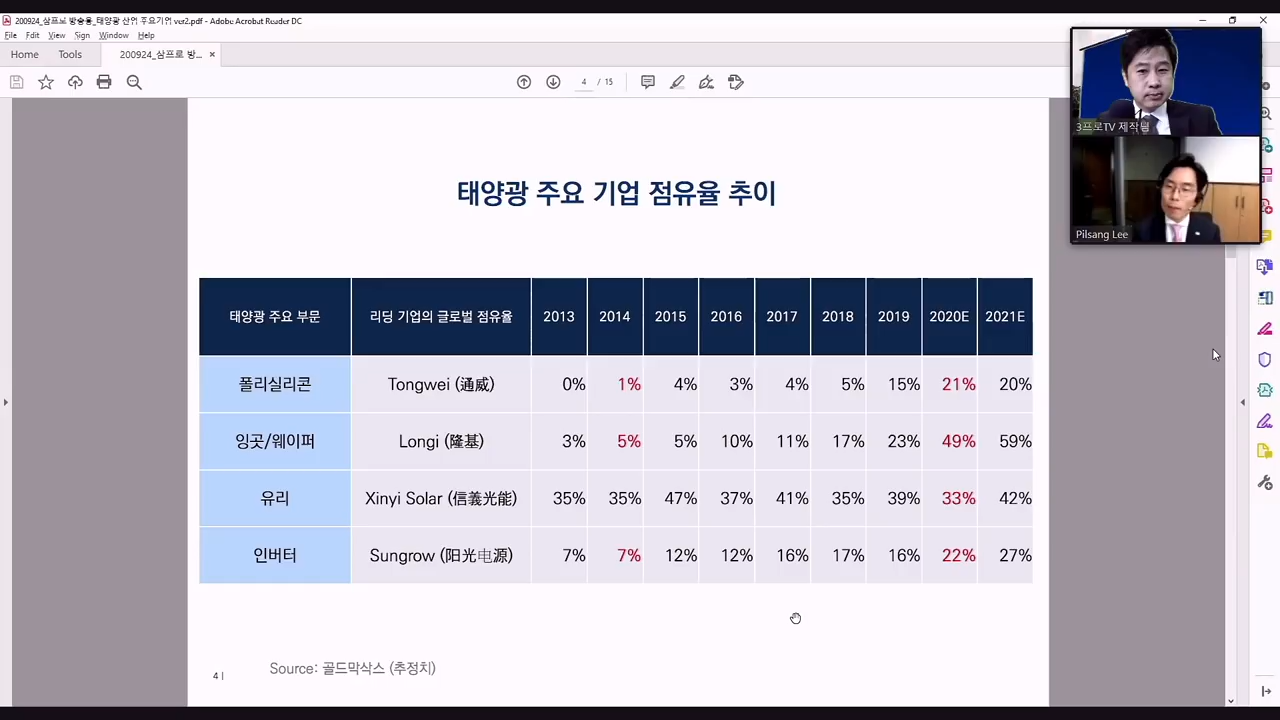 200924_삼프로 방송용_태양광 산업 주요기업 ver2.pdf - Adobe Acrobat Reader DC
File Edit View Sign Window Help
Home Tools 200924_삼프로 방... ×
4 / 15
3프로TV 제작팀
Pilsang Lee
태양광 주요 기업 점유율 추이
태양광 주요 부문 리딩 기업의 글로벌 점유율 2013 2014 2015 2016 2017 2018 2019 2020E 2021E
폴리실리콘 Tongwei (通威) 0% 1% 4% 3% 4% 5% 15% 21% 20%
잉곳/웨이퍼 Longi (隆基) 3% 5% 5% 10% 11% 17% 23% 49% 59%
유리 Xinyi Solar (信義光能) 35% 35% 47% 37% 41% 35% 39% 33% 42%
인버터 Sungrow (阳光电源) 7% 7% 12% 12% 16% 17% 16% 22% 27%
4 |
Source: 골드막삭스 (추정치)